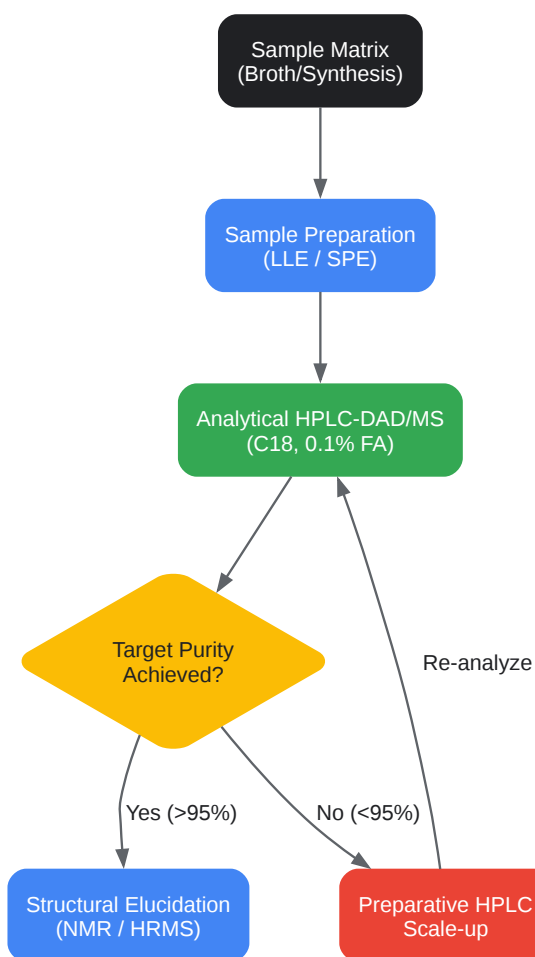 Sample Matrix
(Broth/Synthesis)
Sample Preparation
(LLE / SPE)
Analytical HPLC-DAD/MS
(C18, 0.1% FA)
Target Purity
Achieved?
Re-analyze
Yes (>95%)
No (<95%)
Structural Elucidation
(NMR / HRMS)
Preparative HPLC
Scale-up